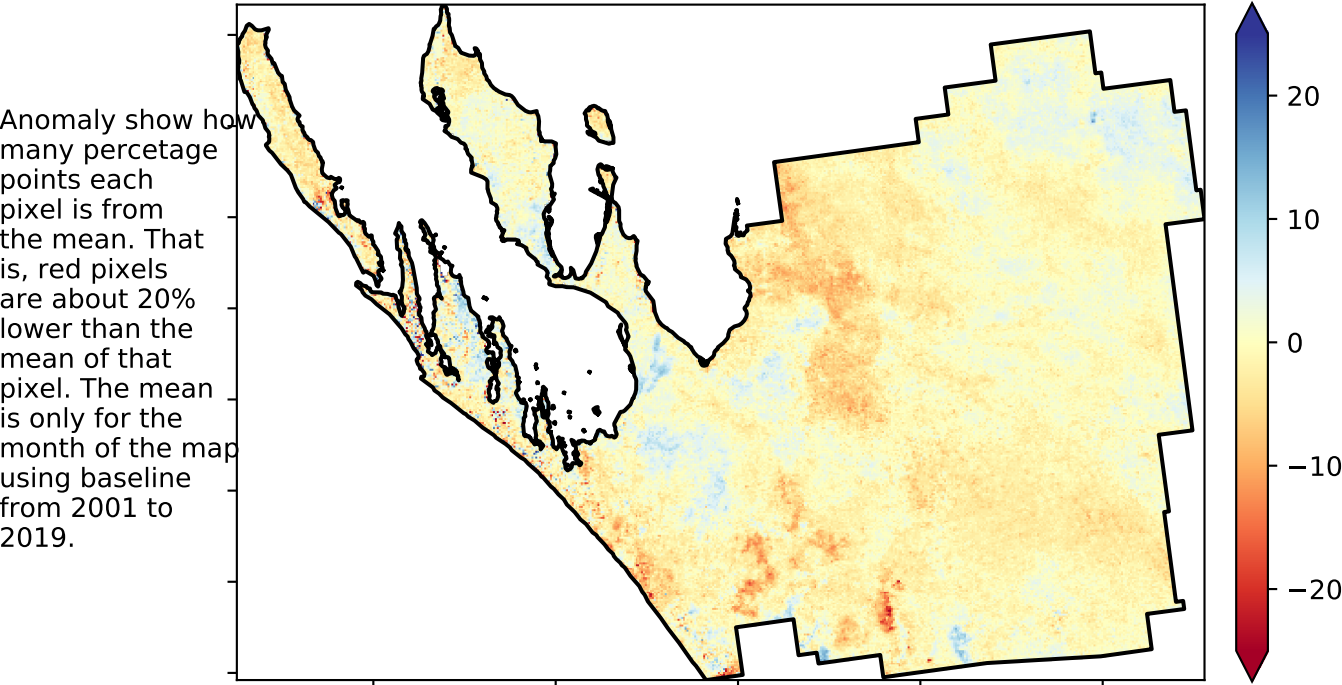 Anomaly show how
many percetage
points each
pixel is from
the mean. That
is, red pixels
are about 20%
lower than the
mean of that
pixel. The mean
is only for the
month of the map
using baseline
from 2001 to
2019.
20
10
0
−10
−20